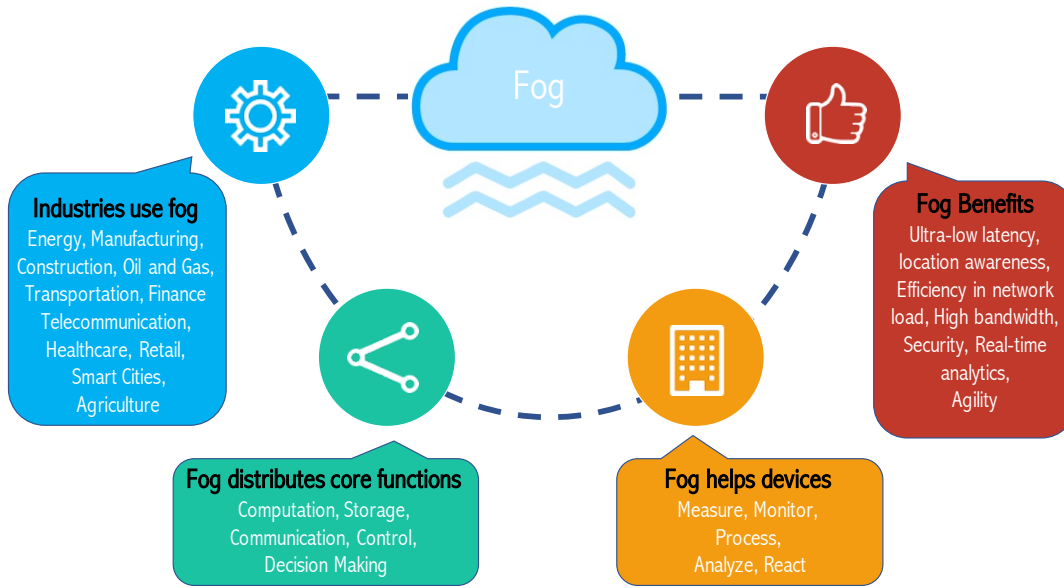 Fog
Industries use fog
Energy, Manufacturing,
Construction, Oil and Gas,
Transportation, Finance
Telecommunication,
Healthcare, Retail,
Smart Cities,
Agriculture
Fog distributes core functions
Computation, Storage,
Communication, Control,
Decision Making
Fog helps devices
Measure, Monitor,
Process,
Analyze, React
Fog Benefits
Ultra-low latency,
location awareness,
Efficiency in network
load, High bandwidth,
Security, Real-time
analytics,
Agility